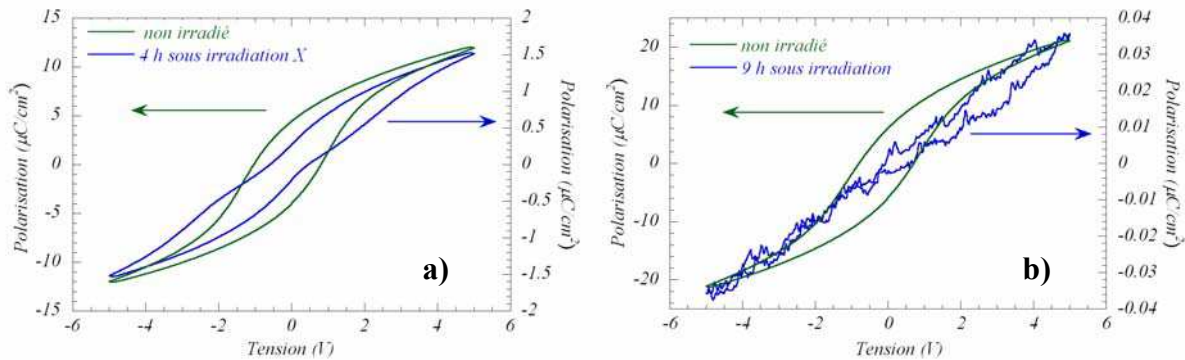 15
10
5
0
-5
-10
-15
Polarisation (µC/cm²)
2
1.5
1
0.5
0
-0.5
-1
-1.5
-2
Polarisation (µC/cm²)
-6 -4 -2 0 2 4 6
Tension (V)
non irradié
4 h sous irradiation X
a)
20
10
0
-10
-20
Polarisation (µC/cm²)
0.04
0.03
0.02
0.01
0
-0.01
-0.02
-0.03
-0.04
Polarisation (µC/cm²)
-6 -4 -2 0 2 4 6
Tension (V)
non irradié
9 h sous irradiation
b)